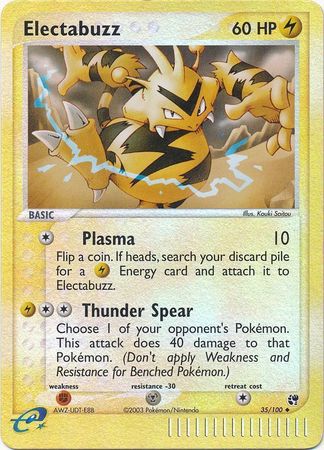 Electabuzz
60 HP
BASIC
Illus. Kouki Saitou
Plasma 10
Flip a coin. If heads, search your discard pile
for a Energy card and attach it to
Electabuzz.
Thunder Spear
Choose 1 of your opponent's Pokémon.
This attack does 40 damage to that
Pokémon. (Don't apply Weakness and
Resistance for Benched Pokémon.)
weakness resistance -30 retreat cost
e AWZ-UDT-E8B ©2003 Pokémon/Nintendo 35/100 ◆